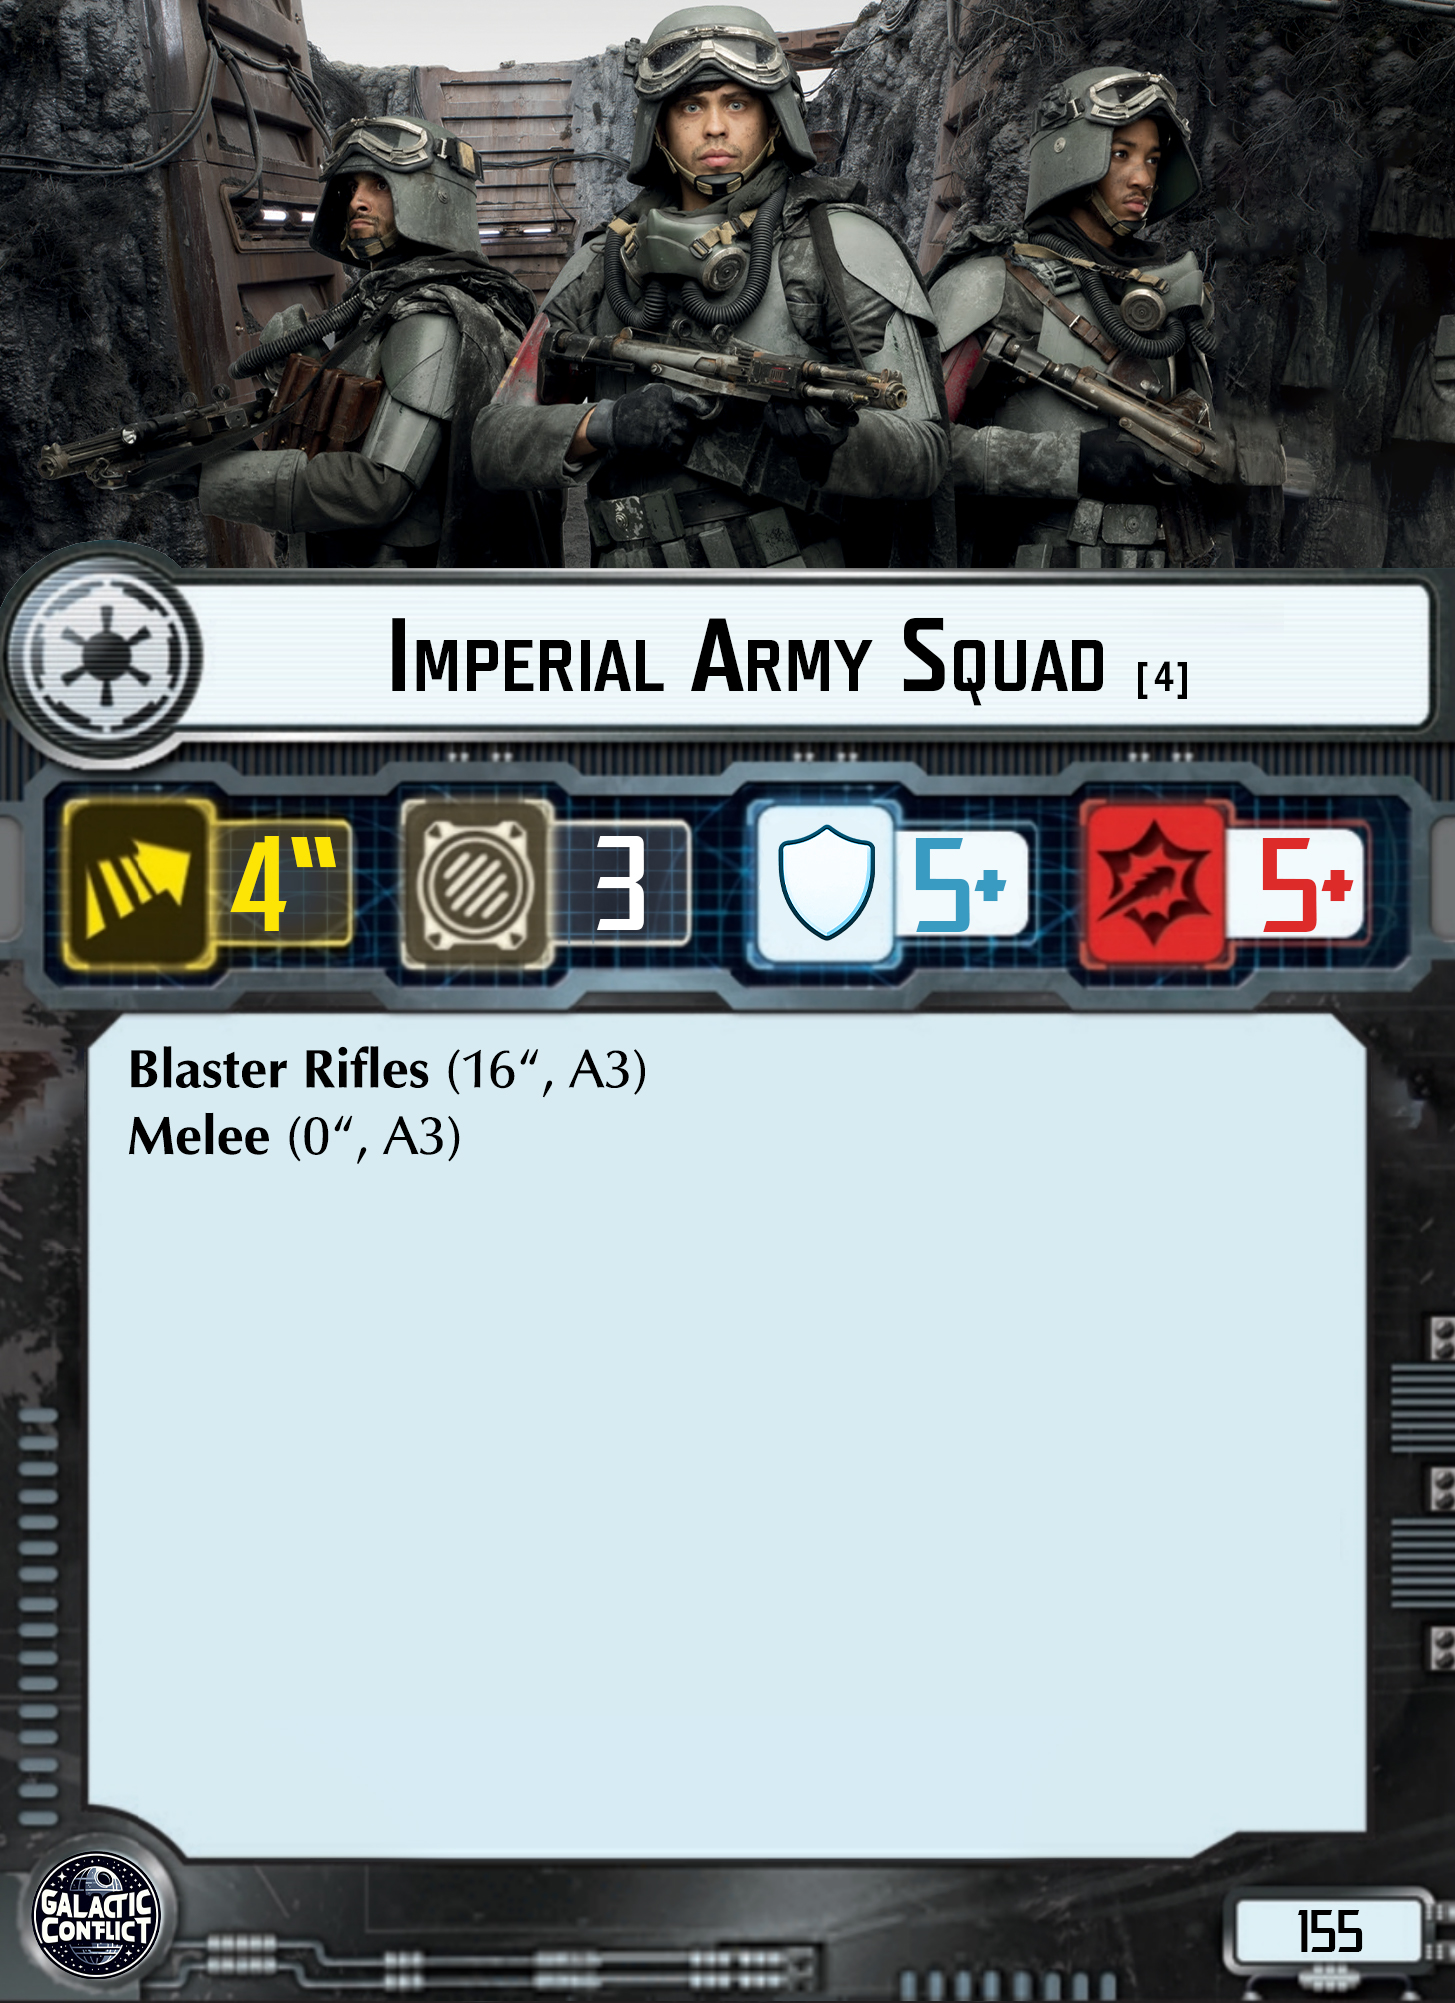 Imperial Army Squad [4]
4" 3 5+ 5+
Blaster Rifles (16“, A3)
Melee (0“, A3)
GALACTIC
CONFLICT
155